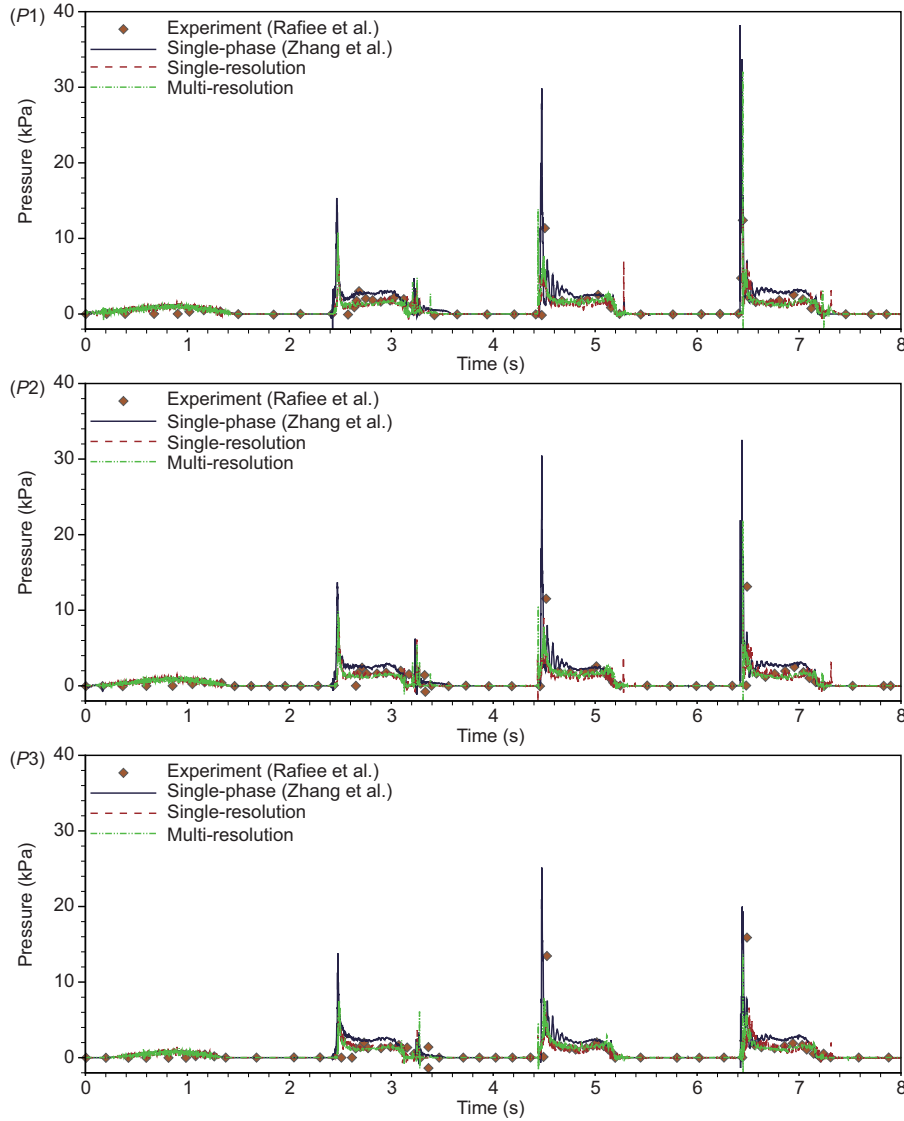 (P1)
40
30
20
10
0
Pressure (kPa)
Experiment (Rafiee et al.)
Single-phase (Zhang et al.)
Single-resolution
Multi-resolution
0 1 2 3 4 5 6 7 8
Time (s)
(P2)
40
30
20
10
0
Pressure (kPa)
Experiment (Rafiee et al.)
Single-phase (Zhang et al.)
Single-resolution
Multi-resolution
0 1 2 3 4 5 6 7 8
Time (s)
(P3)
40
30
20
10
0
Pressure (kPa)
Experiment (Rafiee et al.)
Single-phase (Zhang et al.)
Single-resolution
Multi-resolution
0 1 2 3 4 5 6 7 8
Time (s)